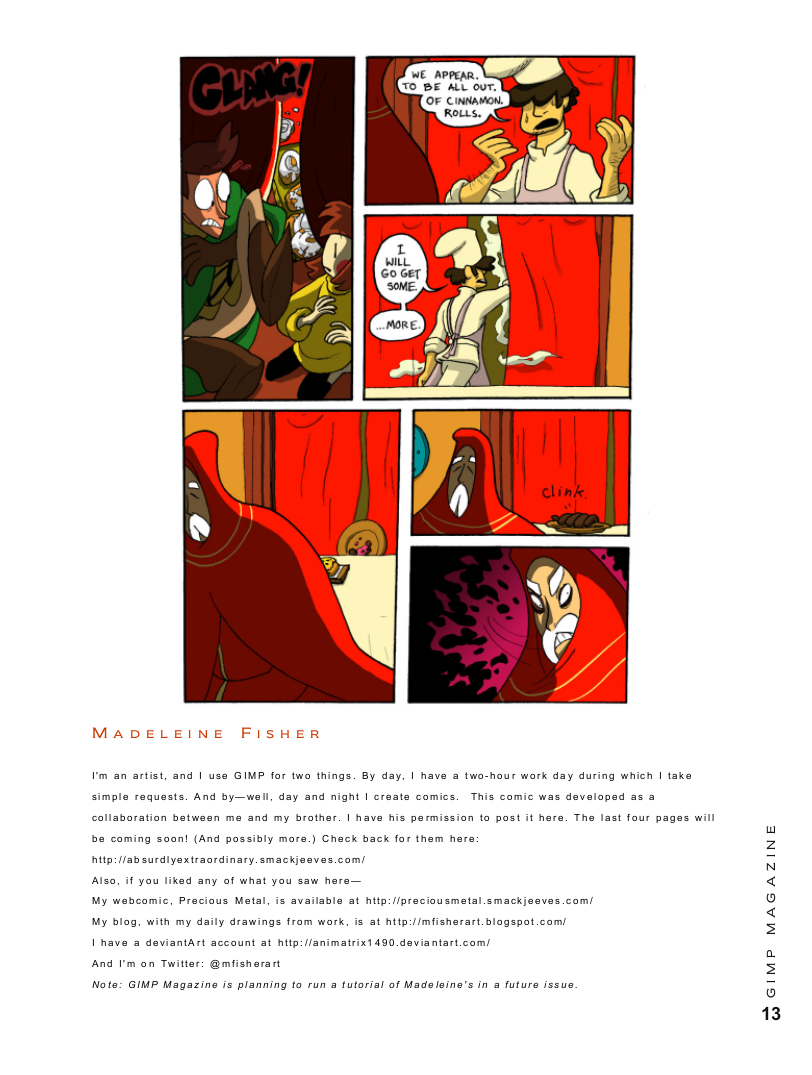 GLANG!
WE APPEAR.
TO BE ALL OUT.
OF CINNAMON.
ROLLS.
I
WILL
GO GET
SOME.
...MORE.
clink.
MADELEINE FISHER
I'm an artist, and I use GIMP for two things. By day, I have a two-hour work day during which I take
simple requests. And by—well, day and night I create comics. This comic was developed as a
collaboration between me and my brother. I have his permission to post it here. The last four pages will
be coming soon! (And possibly more.) Check back for them here:
http://absurdlyextraordinary.smackjeeves.com/
Also, if you liked any of what you saw here—
My webcomic, Precious Metal, is available at http://preciousmetal.smackjeeves.com/
My blog, with my daily drawings from work, is at http://mfisherart.blogspot.com/
I have a deviantArt account at http://animatrix1490.deviantart.com/
And I'm on Twitter: @mfisherart
Note: GIMP Magazine is planning to run a tutorial of Madeleine's in a future issue.
GIMP MAGAZINE
13